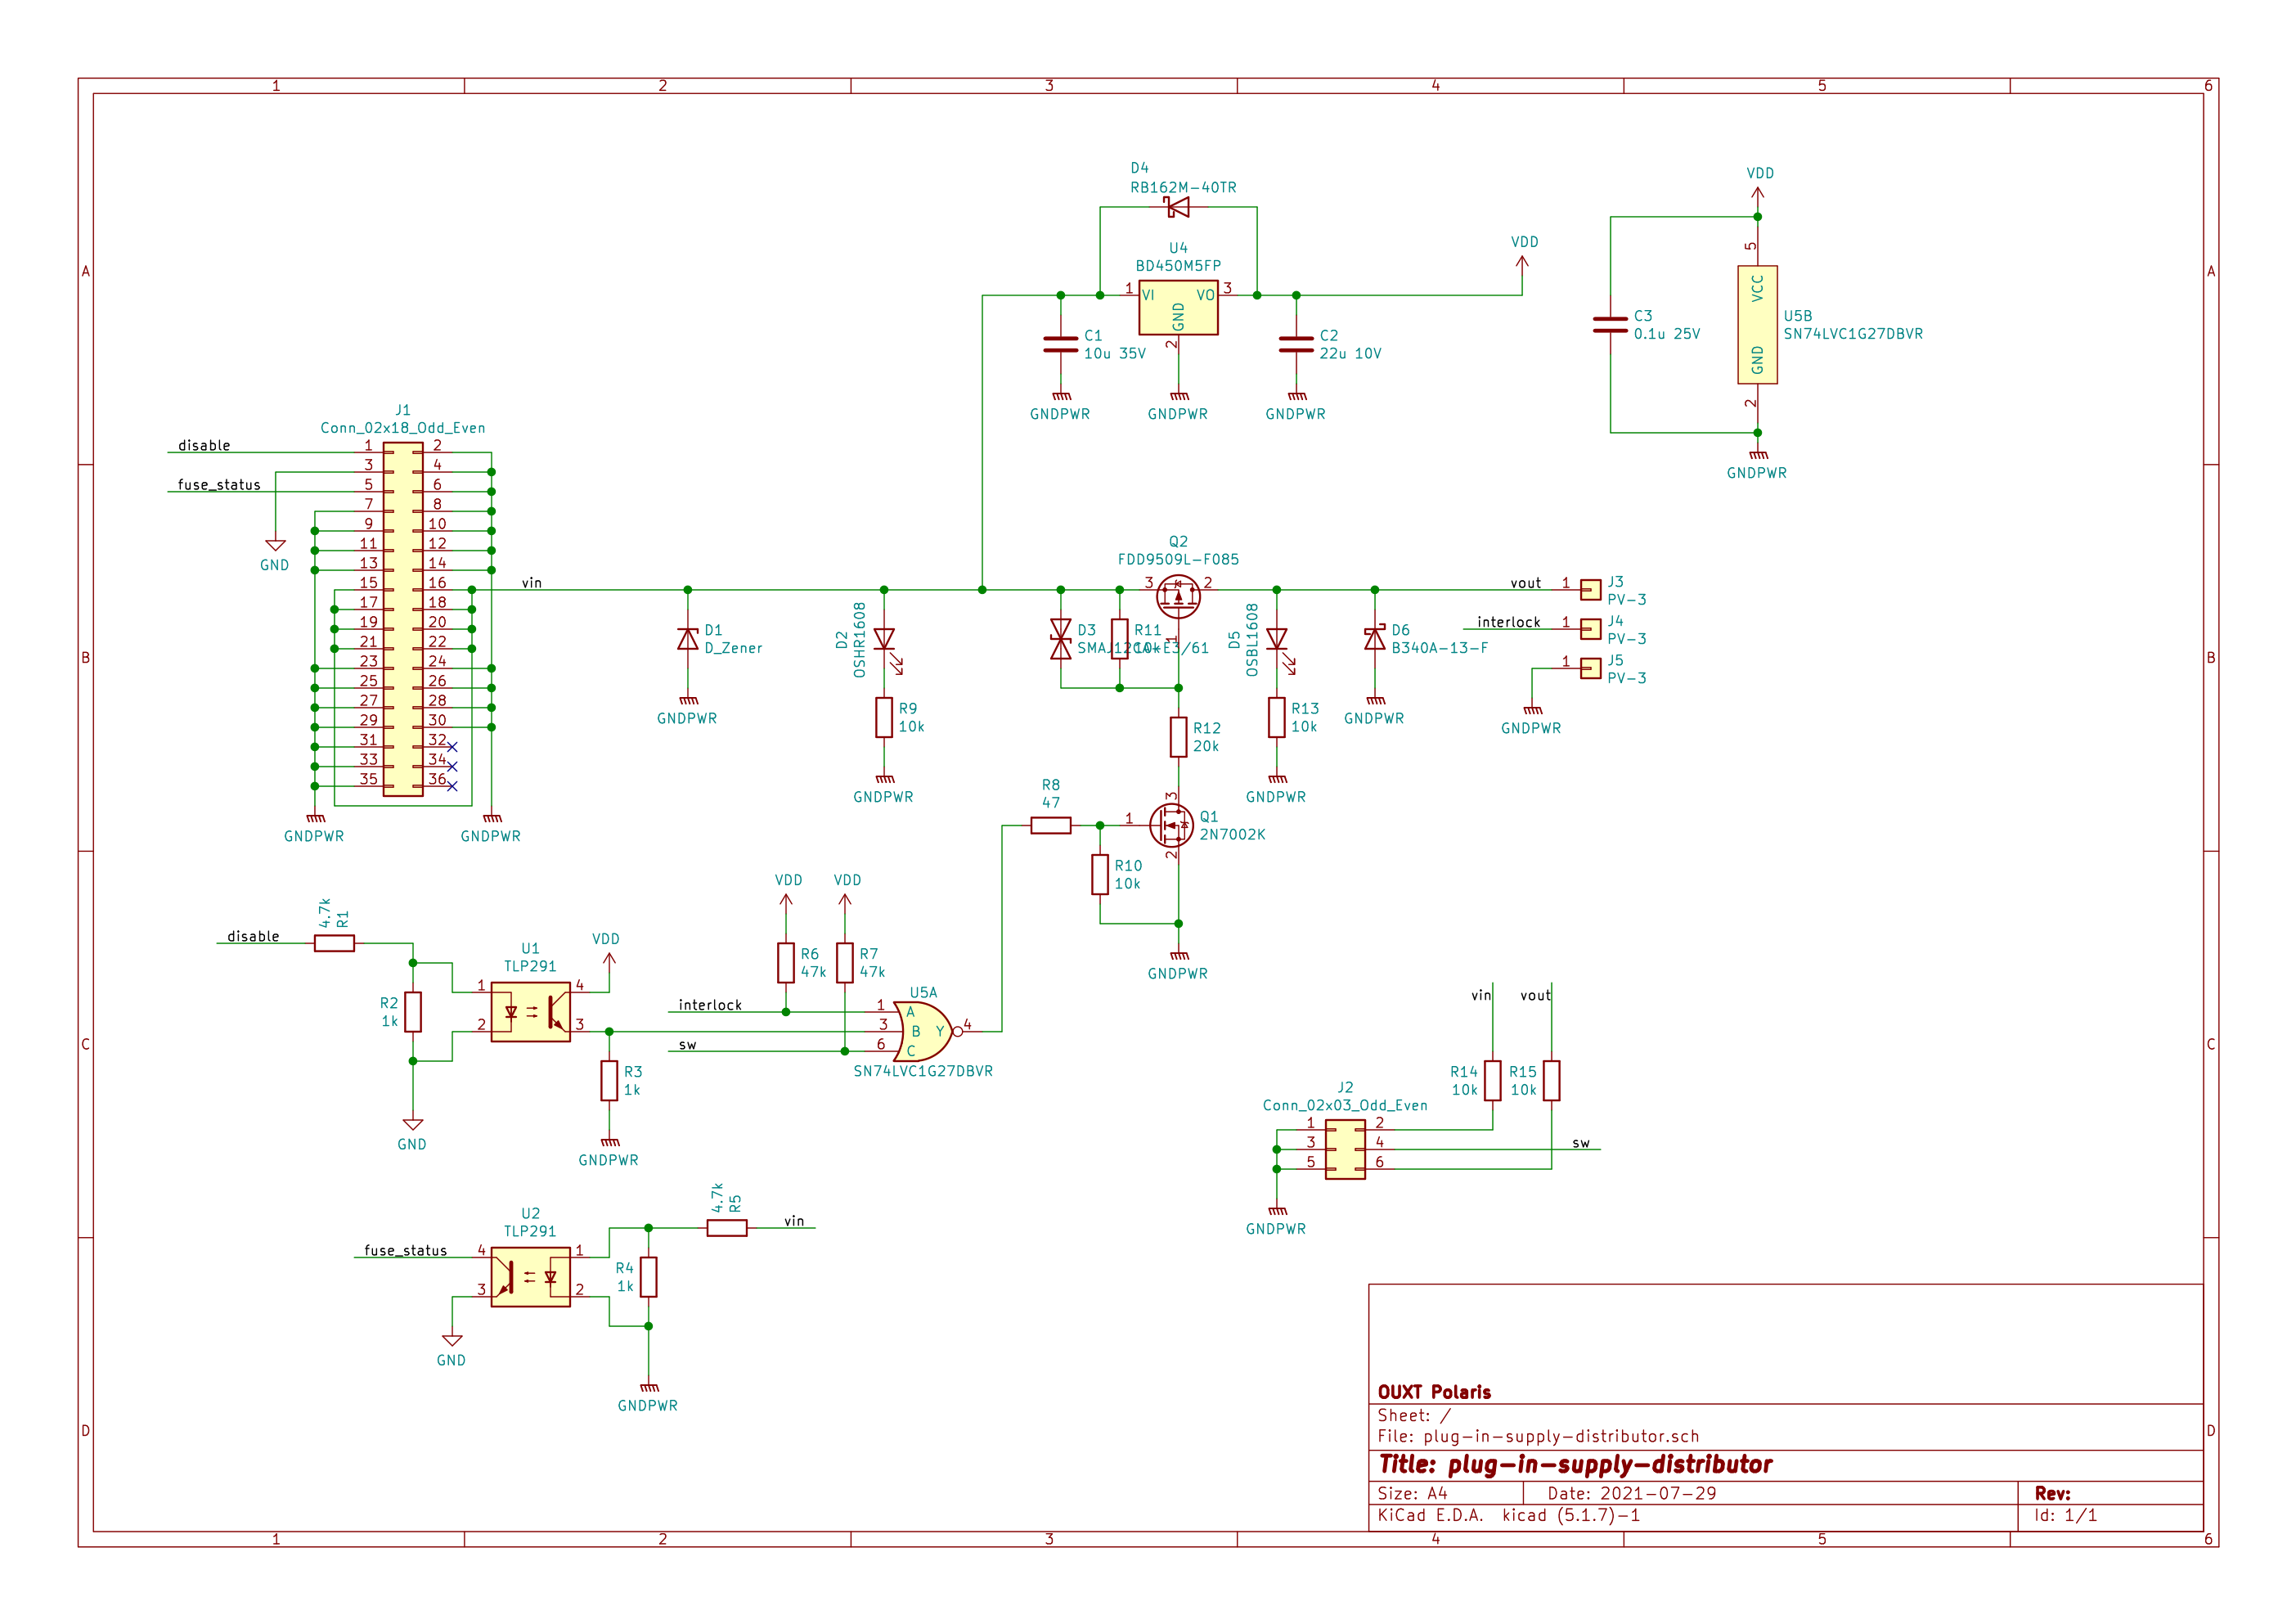 1 2 3 4 5 6
A A
B B
C C
D D
1 2 3 4 5 6
D4
RB162M-40TR
U4
BD450M5FP
1 VI VO 3
GND
2
C1
10u 35V
C2
22u 10V
GNDPWR GNDPWR GNDPWR
VDD
VDD
5
VCC
GND
2
C3
0.1u 25V
U5B
SN74LVC1G27DBVR
GNDPWR
J1
Conn_02x18_Odd_Even
disable
fuse_status
1 2
3 4
5 6
7 8
9 10
11 12
13 14
15 16
17 18
19 20
21 22
23 24
25 26
27 28
29 30
31 32
33 34
35 36
GND
GNDPWR GNDPWR
vin
D1
D_Zener
GNDPWR
D2
OSHR1608
R9
10k
GNDPWR
D3
SMAJ12CA-E3/61
R11
10k
Q2
FDD9509L-F085
3 2
1
R12
20k
D5
OSBL1608
R13
10k
GNDPWR
D6
B340A-13-F
GNDPWR
vout 1 J3
PV-3
interlock 1 J4
PV-3
1 J5
PV-3
GNDPWR
R8
47
1
3
2
Q1
2N7002K
R10
10k
GNDPWR
disable
4.7k
R1
R2
1k
GND
U1
TLP291
1 4
2 3
VDD
R3
1k
GNDPWR
VDD VDD
R6
47k
R7
47k
interlock
sw
U5A
1 A
3 B Y 4
6 C
SN74LVC1G27DBVR
U2
TLP291
fuse_status
4 1
3 2
GND
4.7k
R5
vin
R4
1k
GNDPWR
vin vout
R14
10k
R15
10k
J2
Conn_02x03_Odd_Even
1 2
3 4
5 6
sw
GNDPWR
OUXT Polaris
Sheet: /
File: plug-in-supply-distributor.sch
Title: plug-in-supply-distributor
Size: A4 Date: 2021-07-29 Rev:
KiCad E.D.A. kicad (5.1.7)-1 Id: 1/1